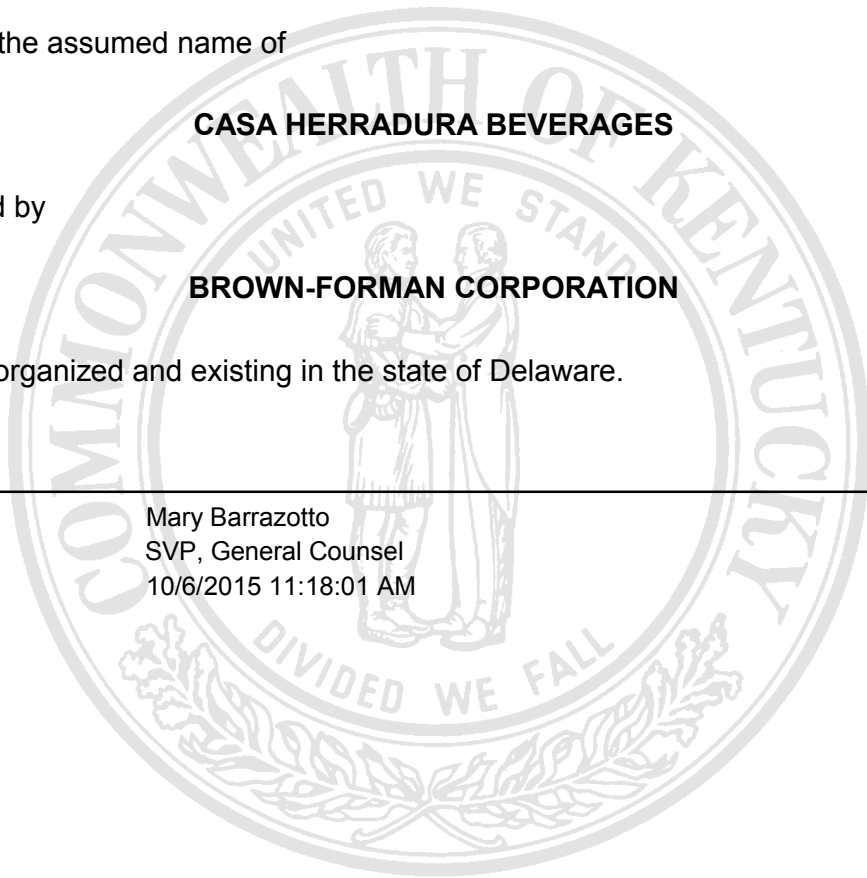 the assumed name of
CASA HERRADURA BEVERAGES
d by
BROWN-FORMAN CORPORATION
organized and existing in the state of Delaware.
Mary Barrazotto
SVP, General Counsel
10/6/2015 11:18:01 AM
COMMONWEALTH OF KENTUCKY
UNITED WE STAND
DIVIDED WE FALL